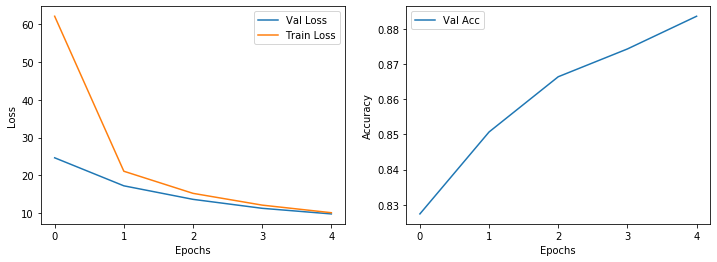 Val Loss
Train Loss
60
50
40
30
20
10
Loss
0 1 2 3 4
Epochs
Val Acc
0.88
0.87
0.86
0.85
0.84
0.83
Accuracy
0 1 2 3 4
Epochs